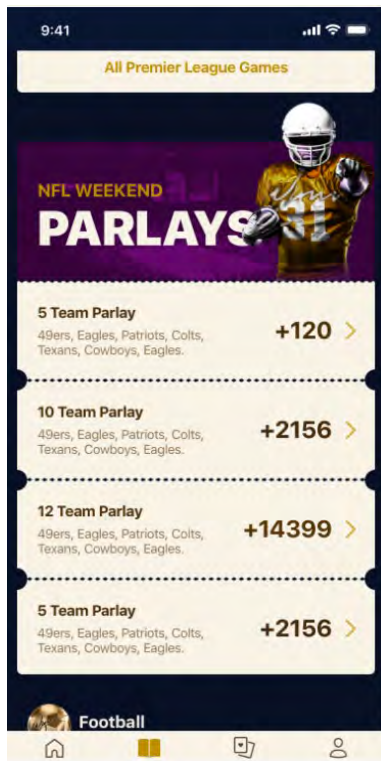 9:41
All Premier League Games
NFL WEEKEND
PARLAYS
5 Team Parlay
49ers, Eagles, Patriots, Colts,
Texans, Cowboys, Eagles.
+120
10 Team Parlay
49ers, Eagles, Patriots, Colts,
Texans, Cowboys, Eagles.
+2156
12 Team Parlay
49ers, Eagles, Patriots, Colts,
Texans, Cowboys, Eagles.
+14399
5 Team Parlay
49ers, Eagles, Patriots, Colts,
Texans, Cowboys, Eagles.
+2156
Football